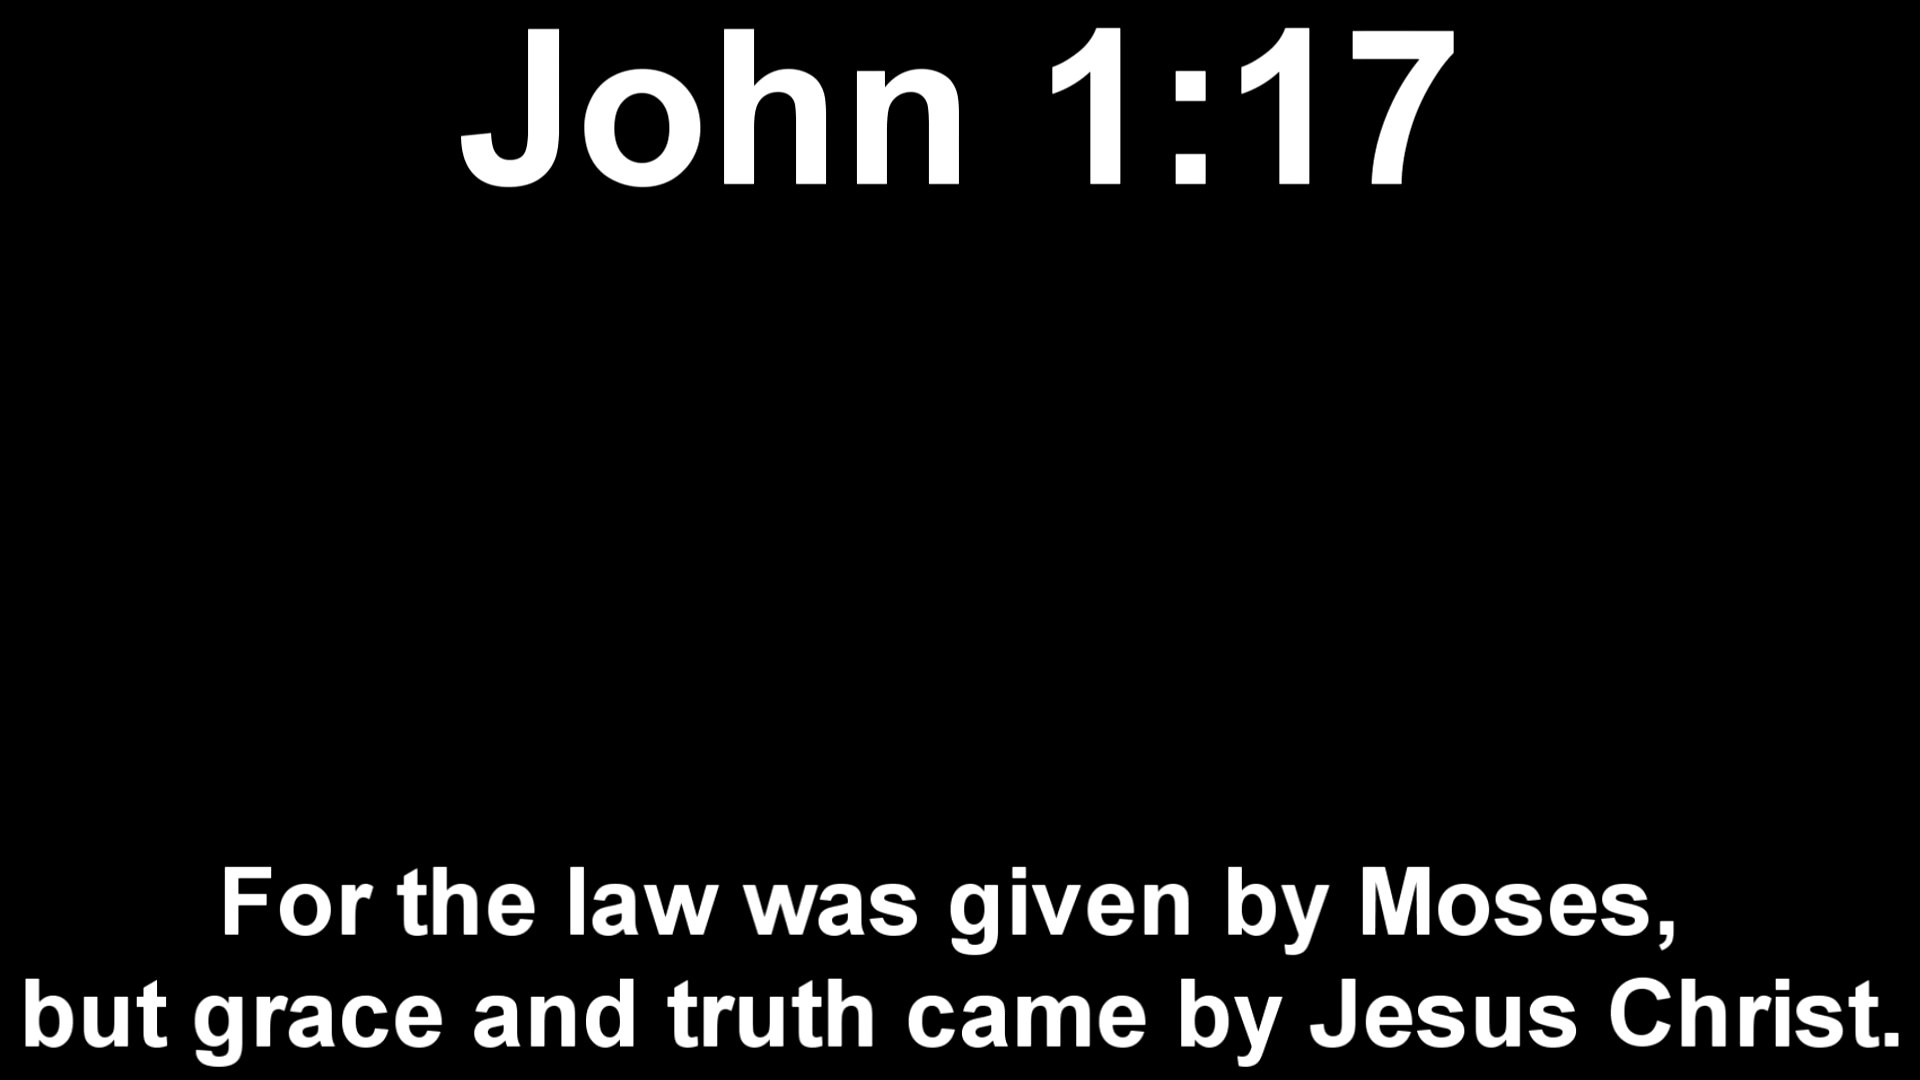 John 1:17
For the law was given by Moses,
but grace and truth came by Jesus Christ.